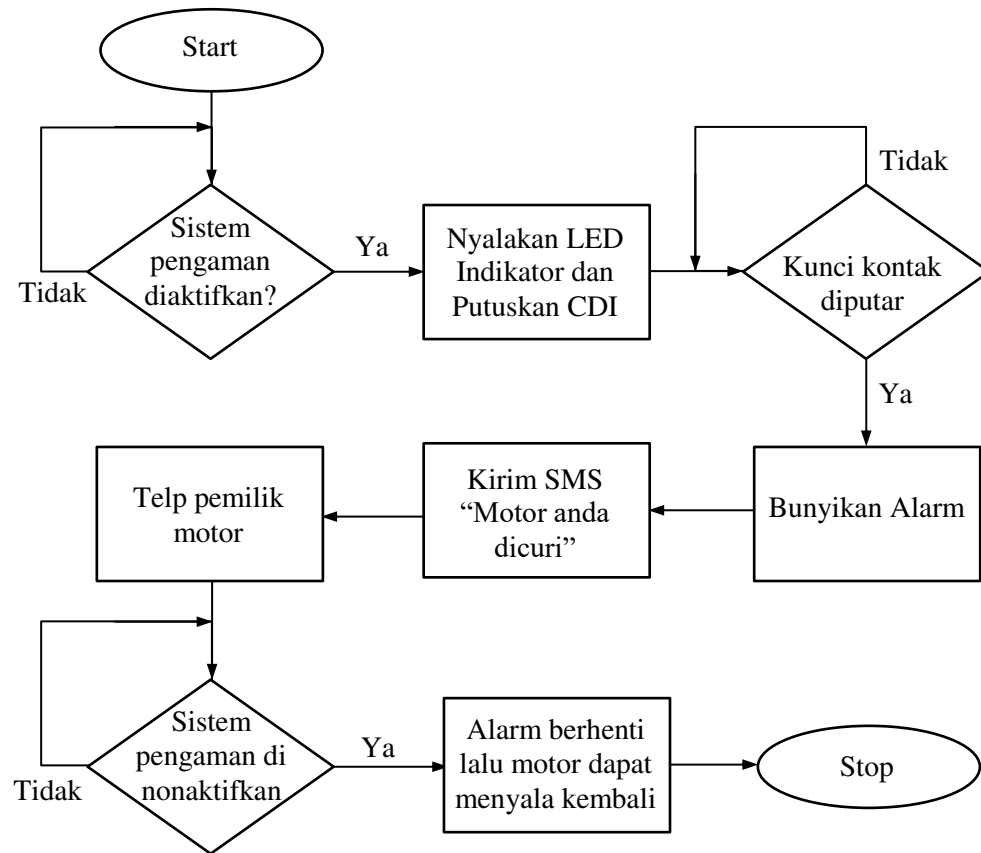 Start
Sistem
pengaman
diaktifkan?
Tidak
Ya
Nyalakan LED
Indikator dan
Putuskan CDI
Tidak
Kunci kontak
diputar
Ya
Bunyikan Alarm
Kirim SMS
“Motor anda
dicuri”
Telp pemilik
motor
Sistem
pengaman di
nonaktifkan
Tidak
Ya
Alarm berhenti
lalu motor dapat
menyala kembali
Stop